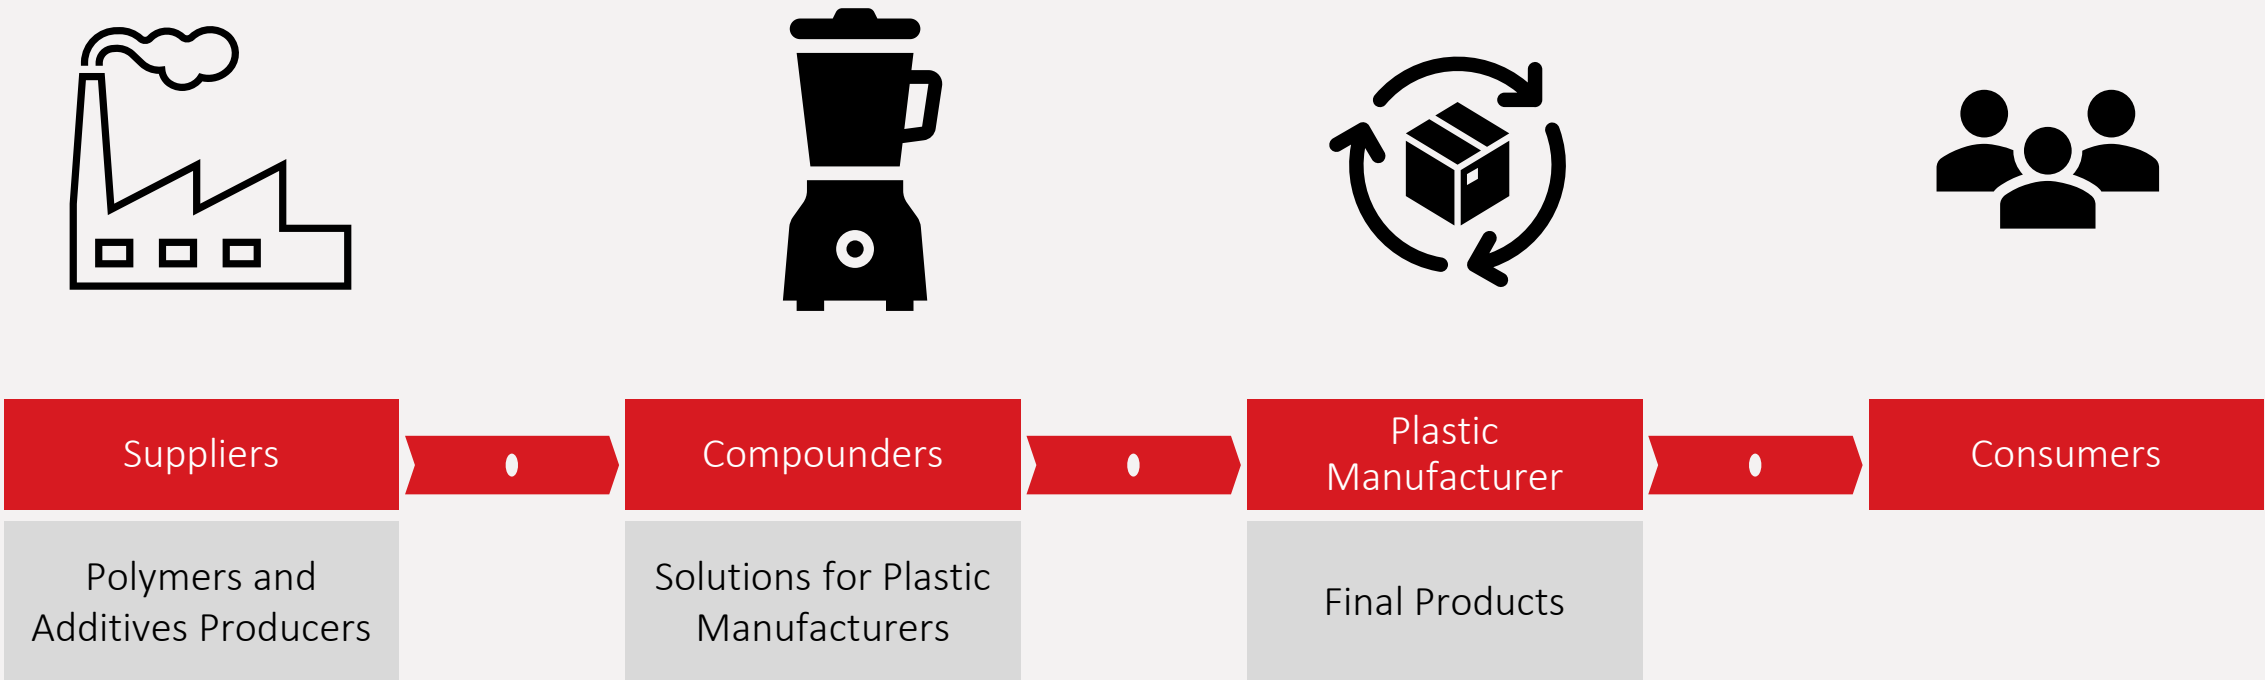 Suppliers
Compounders
Plastic
Manufacturer
Consumers
Polymers and
Additives Producers
Solutions for Plastic
Manufacturers
Final Products